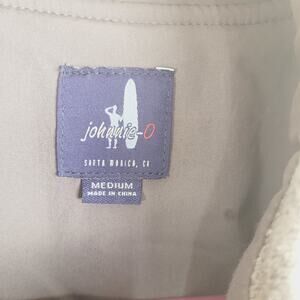 johnnie-O
SANTA MONICA, CA
MEDIUM
MADE IN CHINA